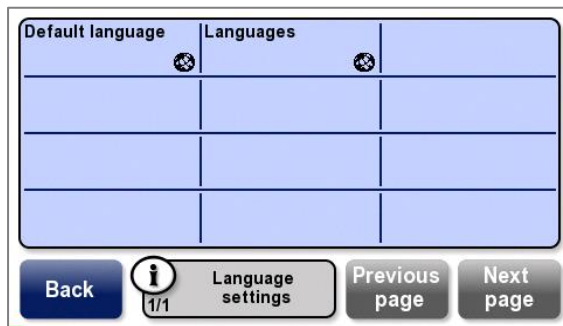 Default language
Languages
Back
i
1/1
Language
settings
Previous
page
Next
page